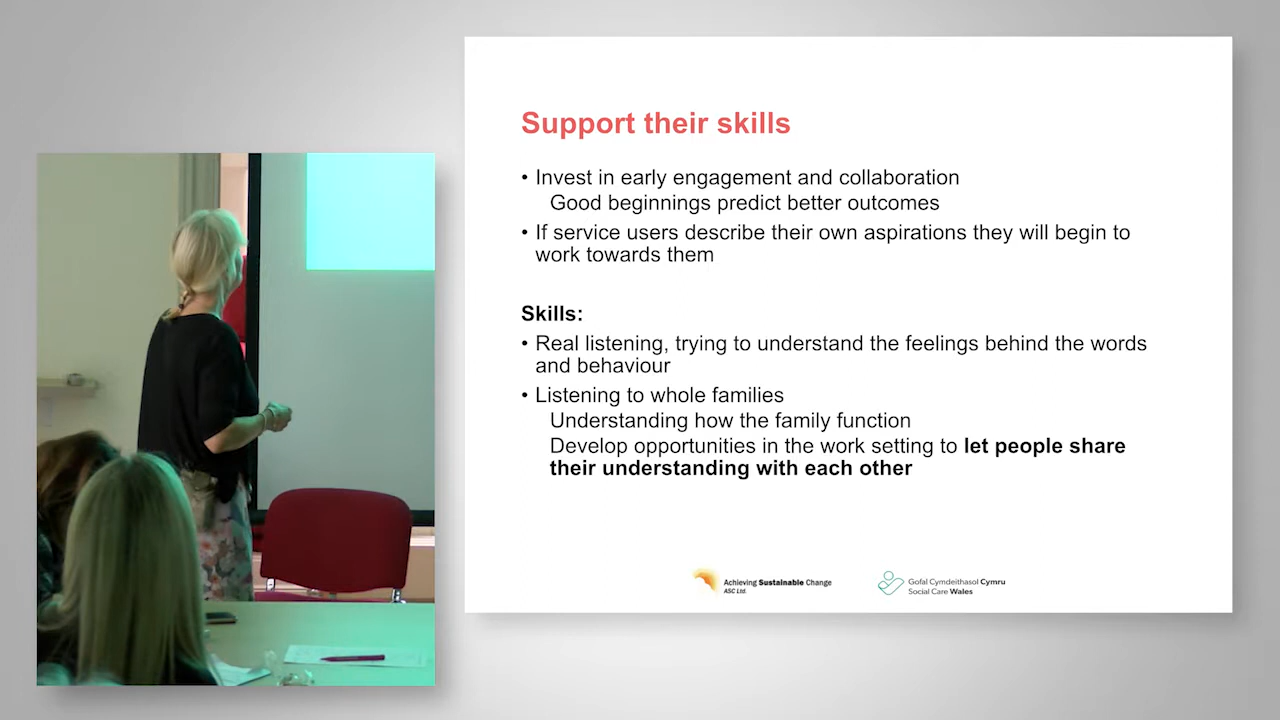 Support their skills
• Invest in early engagement and collaboration
Good beginnings predict better outcomes
• If service users describe their own aspirations they will begin to
work towards them
Skills:
• Real listening, trying to understand the feelings behind the words
and behaviour
• Listening to whole families
Understanding how the family function
Develop opportunities in the work setting to let people share
their understanding with each other
Achieving Sustainable Change
ASC Ltd.
Gofal Cymdeithasol Cymru
Social Care Wales